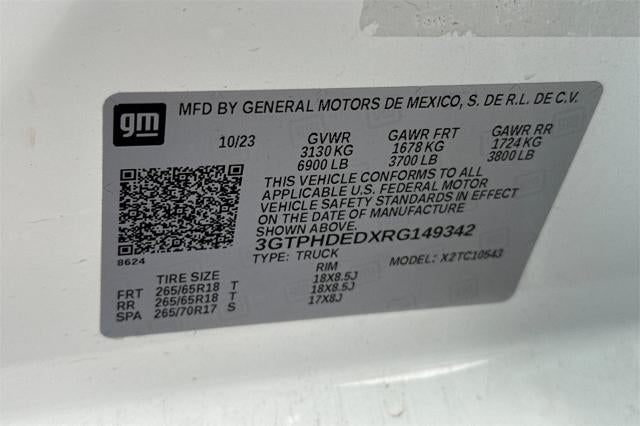 gm
MFD BY GENERAL MOTORS DE MEXICO, S. DE R.L. DE C.V.
10/23 GVWR GAWR FRT GAWR RR
3130 KG 1678 KG 1724 KG
6900 LB 3700 LB 3800 LB
THIS VEHICLE CONFORMS TO ALL
APPLICABLE U.S. FEDERAL MOTOR
VEHICLE SAFETY STANDARDS IN EFFECT
ON THE DATE OF MANUFACTURE
SHOWN ABOVE.
3GTPHDEDXRG149342
8624
TYPE: TRUCK MODEL: X2TC10543
TIRE SIZE RIM
FRT 265/65R18 T 18X8.5J
RR 265/65R18 T 18X8.5J
SPA 265/70R17 S 17X8J